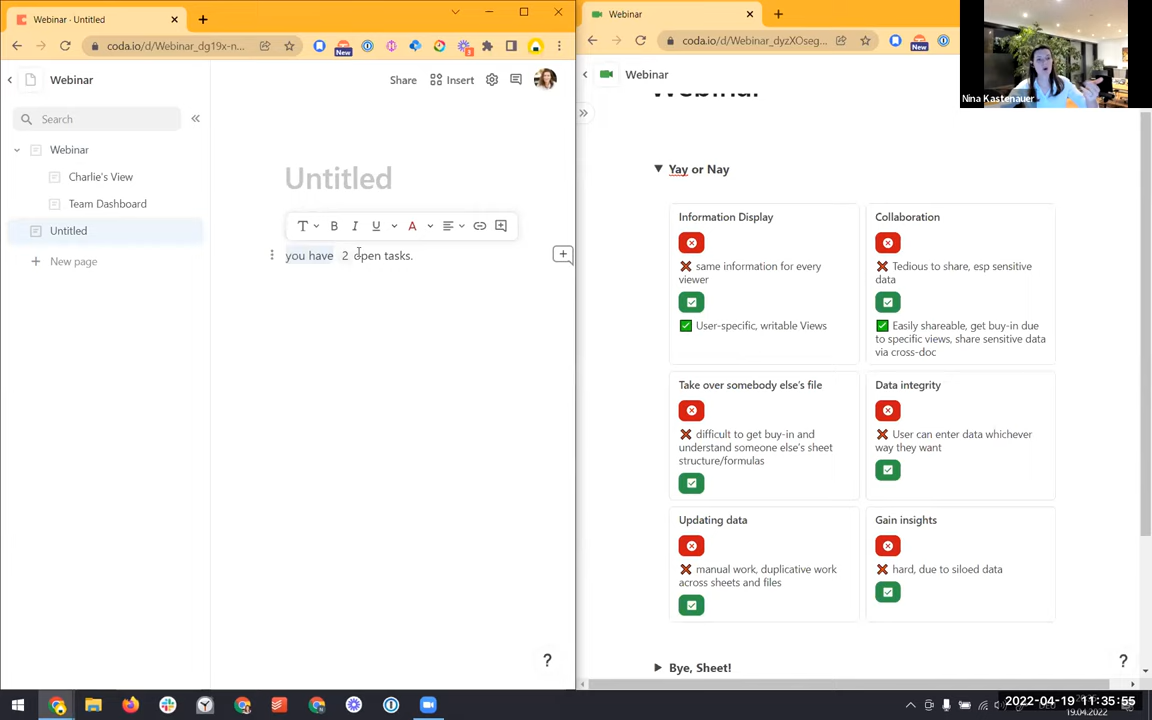 Webinar · Untitled
Webinar
coda.io/d/Webinar_dg19x-n...
New
coda.io/d/Webinar_dyzXOseg...
New
Nina Kastenauer
Webinar
Share
Insert
Webinar
Webinar
Search
Webinar
Charlie's View
Team Dashboard
Untitled
New page
Untitled
T
B
I
U
A
you have 2 open tasks.
Yay or Nay
Information Display
❌ same information for every
viewer
✅ User-specific, writable Views
Collaboration
❌ Tedious to share, esp sensitive
data
✅ Easily shareable, get buy-in due
to specific views, share sensitive data
via cross-doc
Take over somebody else's file
❌ difficult to get buy-in and
understand someone else's sheet
structure/formulas
Data integrity
❌ User can enter data whichever
way they want
Updating data
❌ manual work, duplicative work
across sheets and files
Gain insights
❌ hard, due to siloed data
Bye, Sheet!
?
?
2022-04-19 11:35:55
19.04.2022